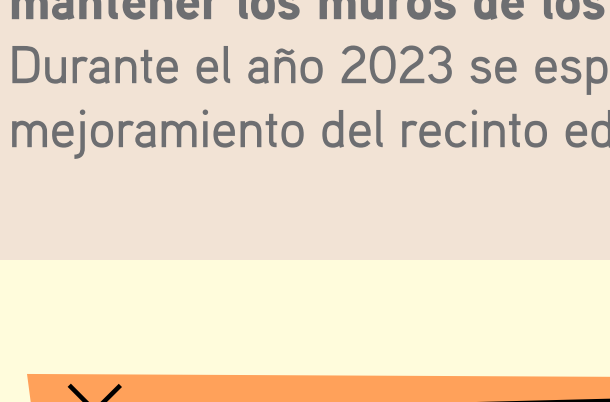 mantener los muros de los
Durante el año 2023 se esp
mejoramiento del recinto ed